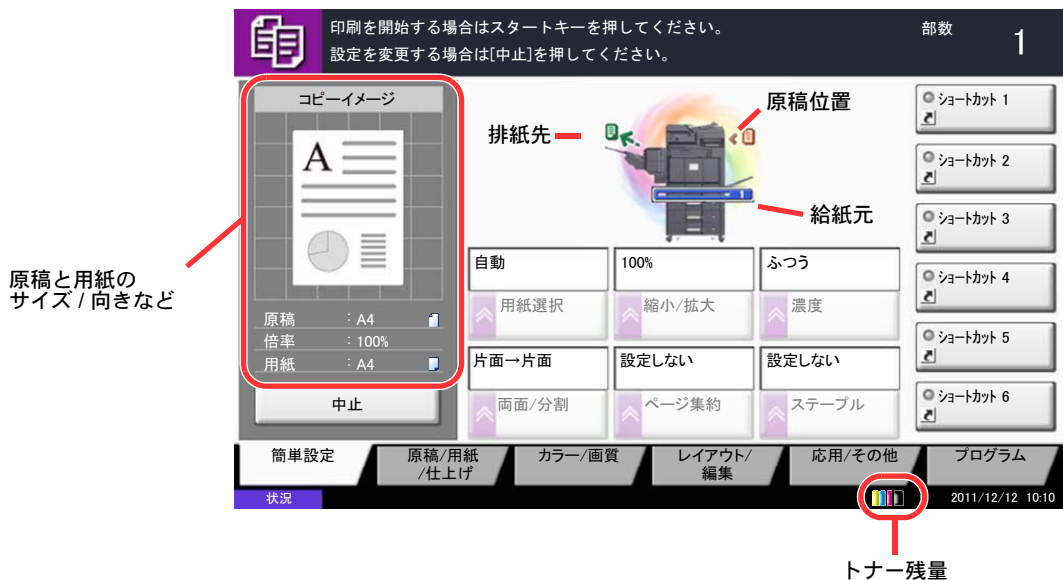 印刷を開始する場合はスタートキーを押してください。
設定を変更する場合は[中止]を押してください。
部数
1
コピーイメージ
A
原稿と用紙の
サイズ / 向きなど
原稿 : A4
倍率 : 100%
用紙 : A4
中止
排紙先
原稿位置
給紙元
1
自動
100%
ふつう
用紙選択
縮小/拡大
濃度
片面→片面
設定しない
設定しない
両面/分割
ページ集約
ステープル
ショートカット 1
ショートカット 2
ショートカット 3
ショートカット 4
ショートカット 5
ショートカット 6
簡単設定
原稿/用紙
/仕上げ
カラー/画質
レイアウト/
編集
応用/その他
プログラム
状況
2011/12/12 10:10
トナー残量